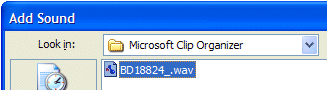 Add Sound
Look in: Microsoft Clip Organizer
BD18824_.wav